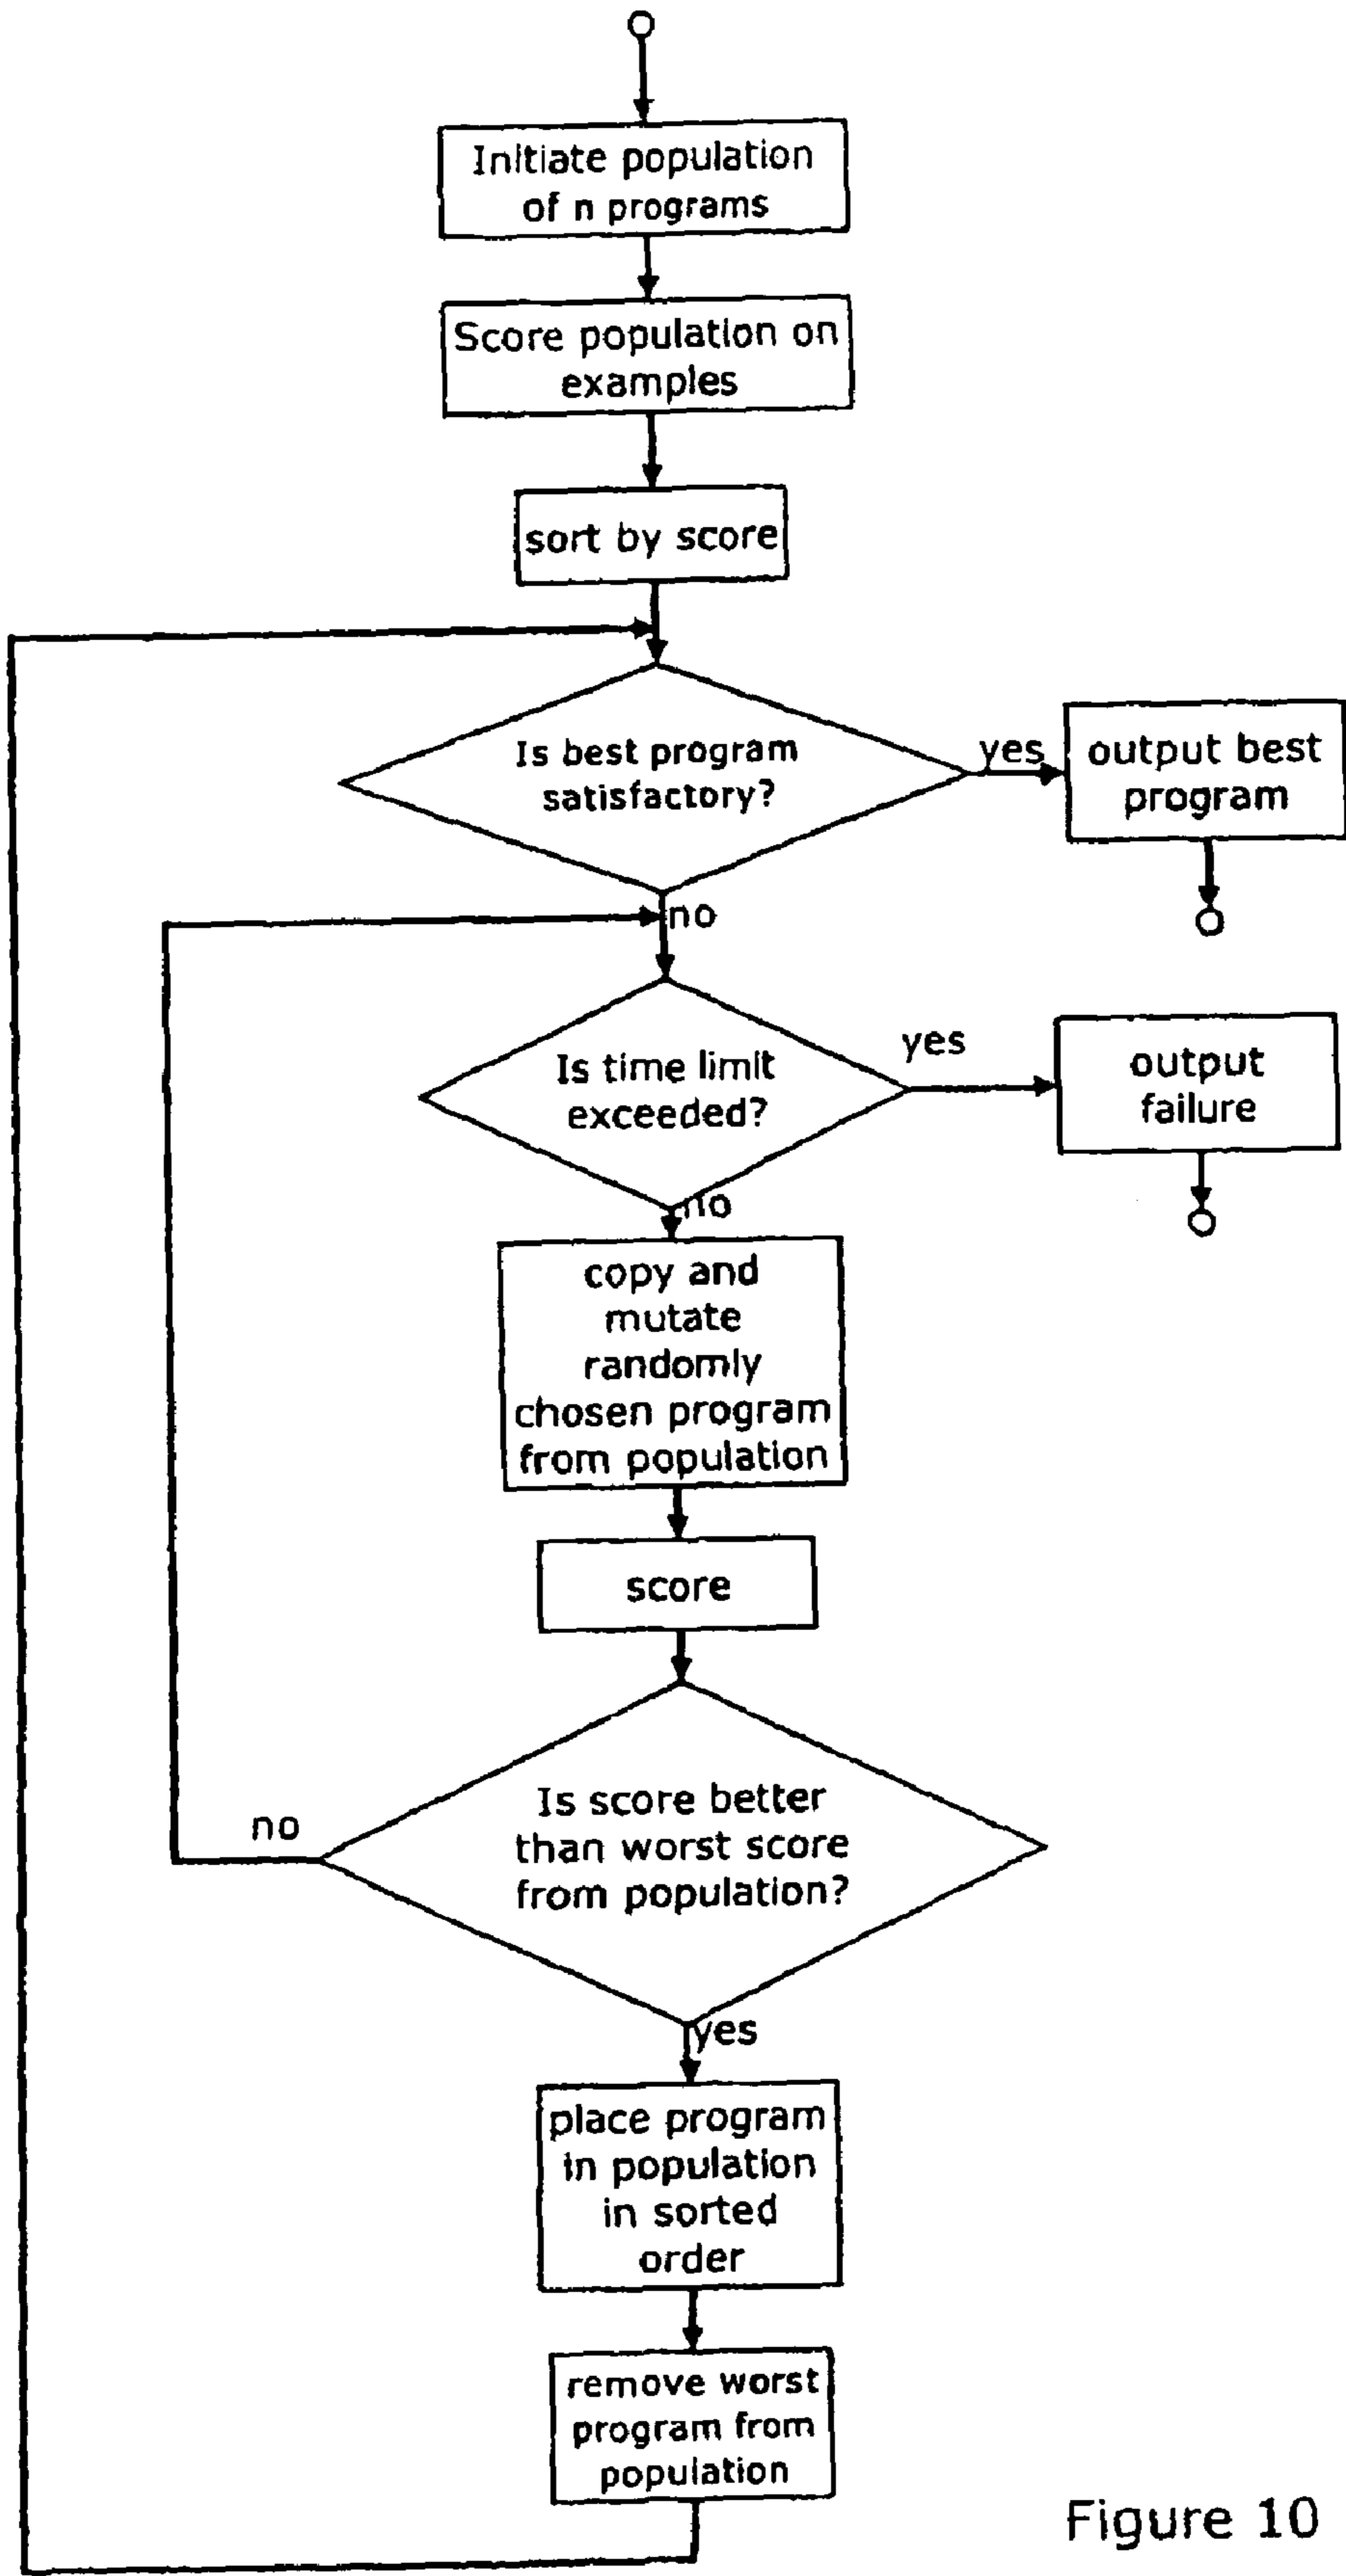 Initiate population
of n programs
Score population on
examples
sort by score
Is best program
satisfactory?
yes
output best
program
no
Is time limit
exceeded?
yes
output
failure
no
copy and
mutate
randomly
chosen program
from population
score
Is score better
than worst score
from population?
no
yes
place program
in population
in sorted
order
remove worst
program from
population
Figure 10